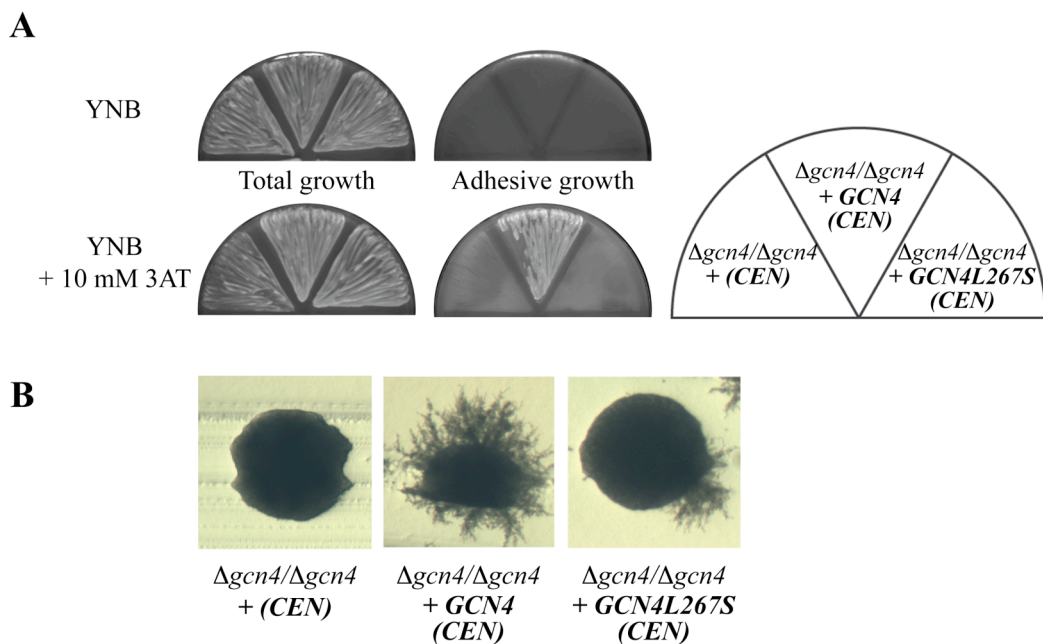 A
YNB
Total growth
Adhesive growth
YNB
+ 10 mM 3AT
Δgcn4/Δgcn4
+ (CEN)
Δgcn4/Δgcn4
+ GCN4
(CEN)
Δgcn4/Δgcn4
+ GCN4L267S
(CEN)
B
Δgcn4/Δgcn4
+ (CEN)
Δgcn4/Δgcn4
+ GCN4
(CEN)
Δgcn4/Δgcn4
+ GCN4L267S
(CEN)